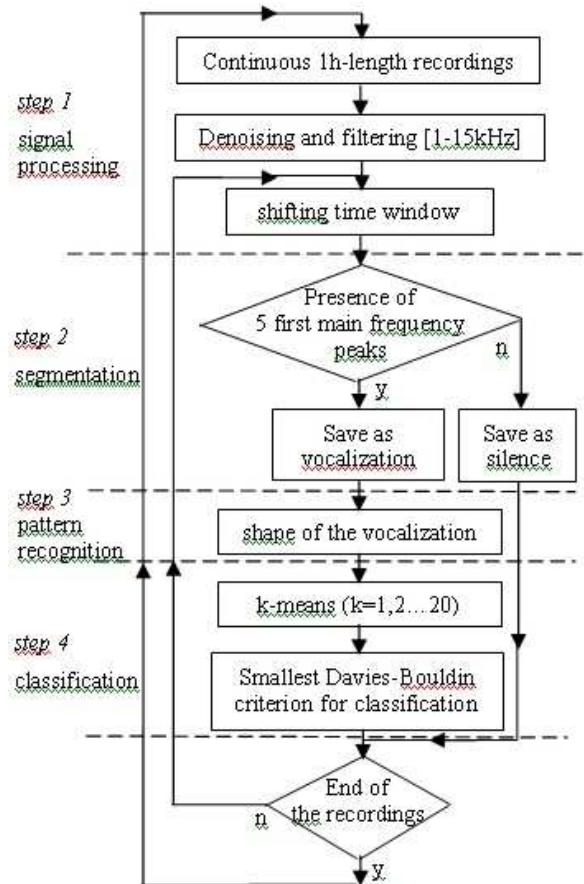 Continuous 1h-length recordings
step 1
signal
processing
Denoising and filtering [1-15kHz]
shifting time window
Presence of
5 first main frequency
peaks
n
y
step 2
segmentation
Save as
vocalization
Save as
silence
step 3
pattern
recognition
shape of the vocalization
k-means (k=1,2...20)
step 4
classification
Smallest Davies-Bouldin
criterion for classification
End of
the recordings
n
y